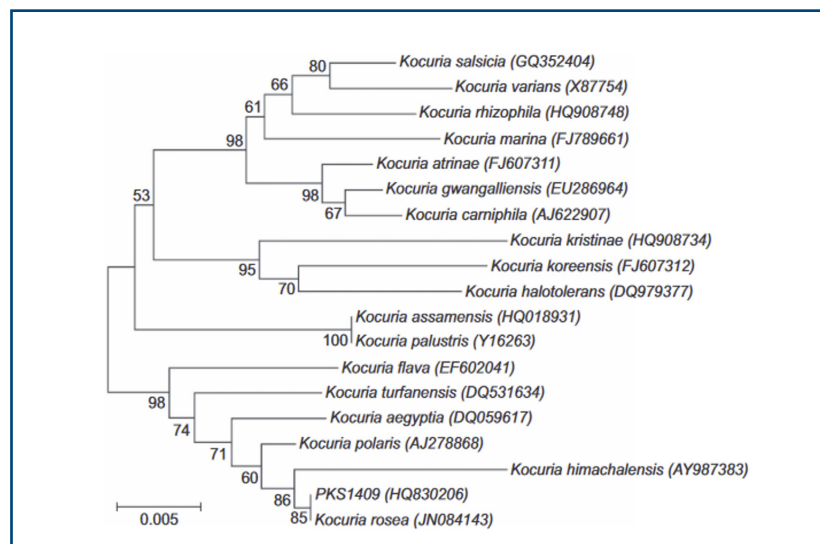 80
Kocuria salsicia (GQ352404)
66
Kocuria varians (X87754)
61
Kocuria rhizophila (HQ908748)
98
Kocuria marina (FJ789661)
Kocuria atrinae (FJ607311)
98
Kocuria gwangalliensis (EU286964)
53
67
Kocuria carniphila (AJ622907)
Kocuria kristinae (HQ908734)
95
Kocuria koreensis (FJ607312)
70
Kocuria halotolerans (DQ979377)
Kocuria assamensis (HQ018931)
100
Kocuria palustris (Y16263)
Kocuria flava (EF602041)
98
Kocuria turfanensis (DQ531634)
74
Kocuria aegyptia (DQ059617)
71
Kocuria polaris (AJ278868)
60
Kocuria himachalensis (AY987383)
86
PKS1409 (HQ830206)
85
Kocuria rosea (JN084143)
0.005